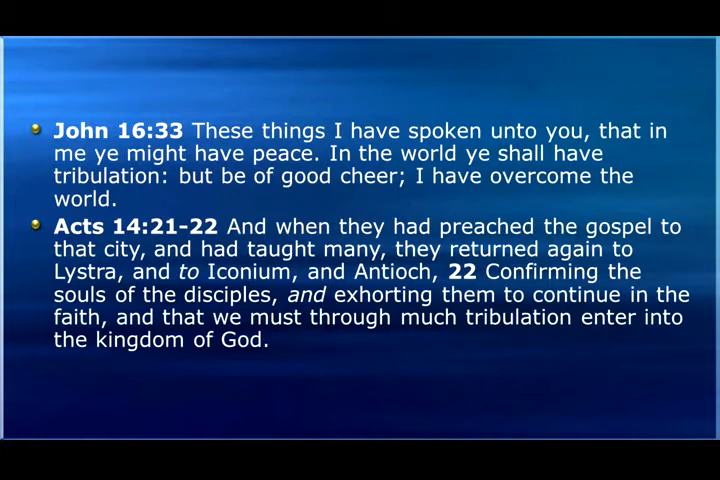 John 16:33 These things I have spoken unto you, that in
me ye might have peace. In the world ye shall have
tribulation: but be of good cheer; I have overcome the
world.
Acts 14:21-22 And when they had preached the gospel to
that city, and had taught many, they returned again to
Lystra, and to Iconium, and Antioch, 22 Confirming the
souls of the disciples, and exhorting them to continue in the
faith, and that we must through much tribulation enter into
the kingdom of God.